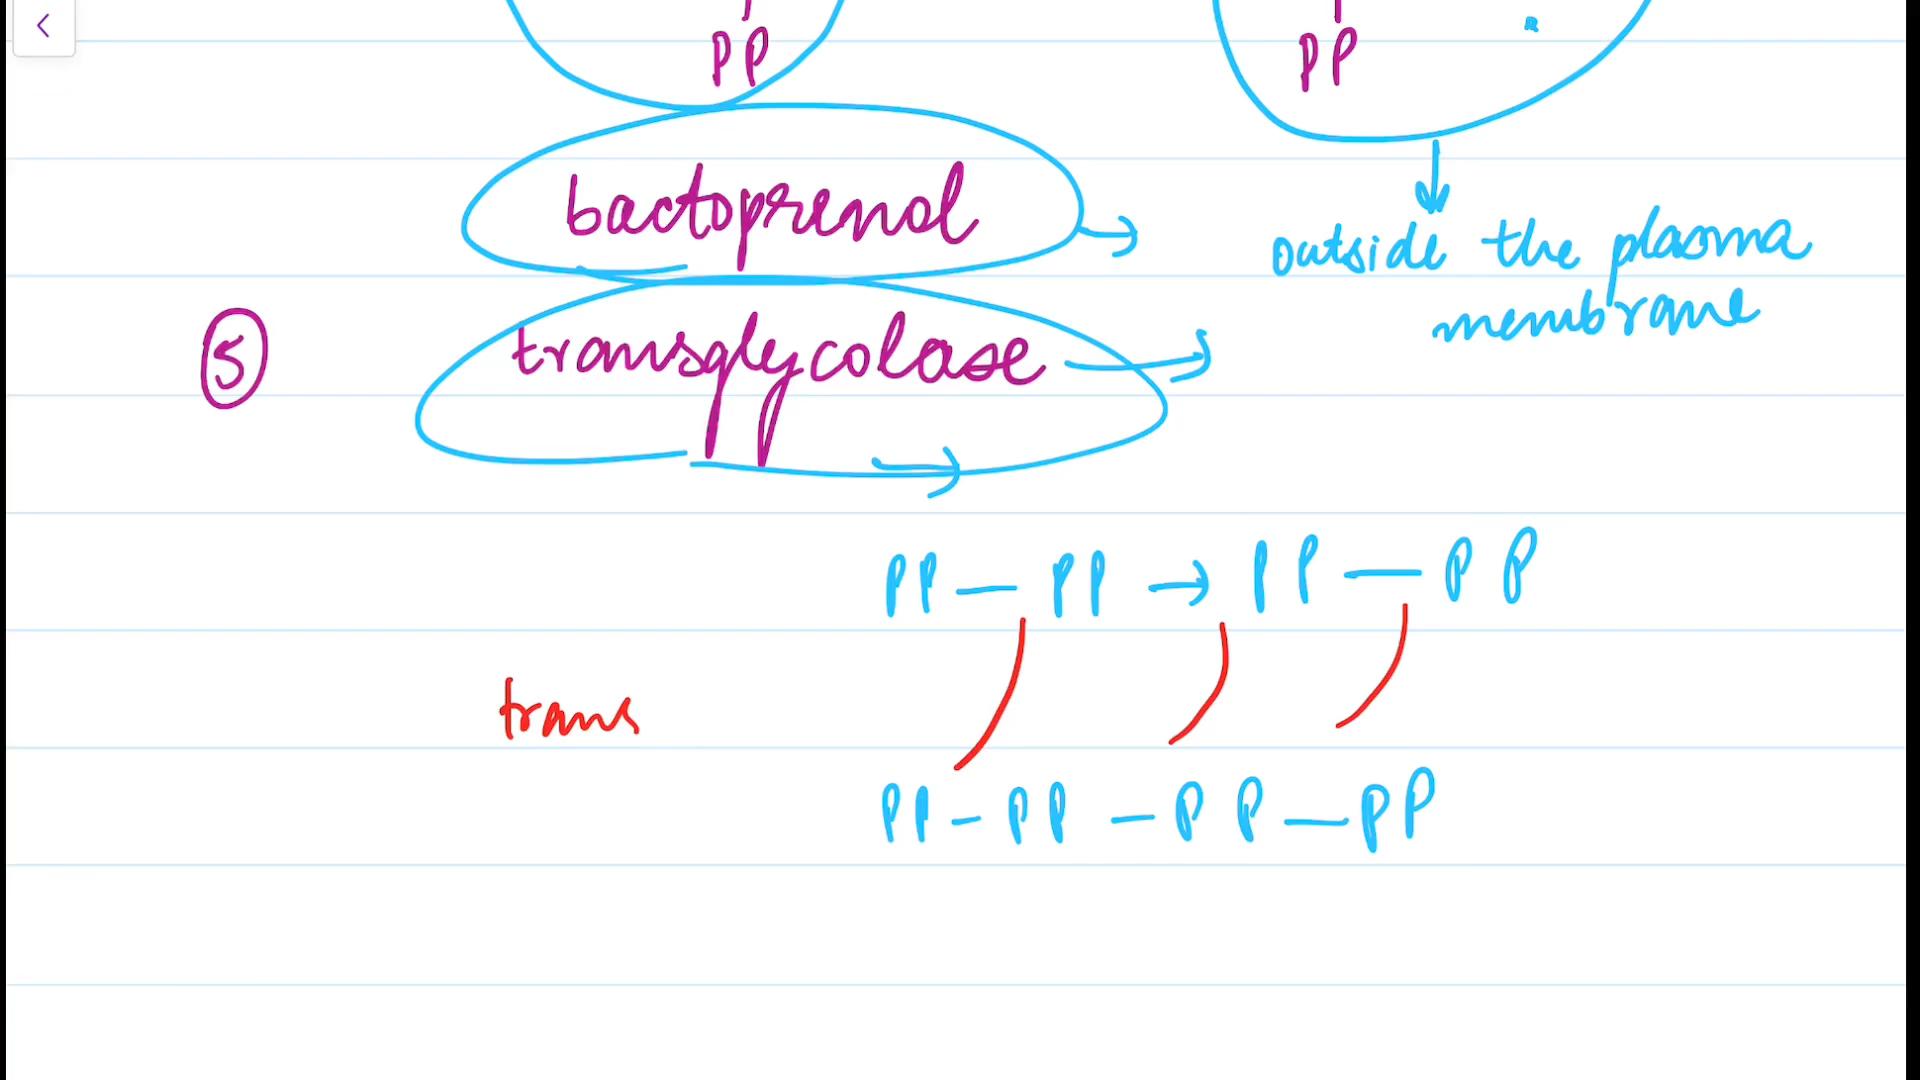 PP PP
bactoprenol
outside the plasma
membrane
5 transglycolase
PP — PP → PP — PP
trans
PP - PP — PP — PP